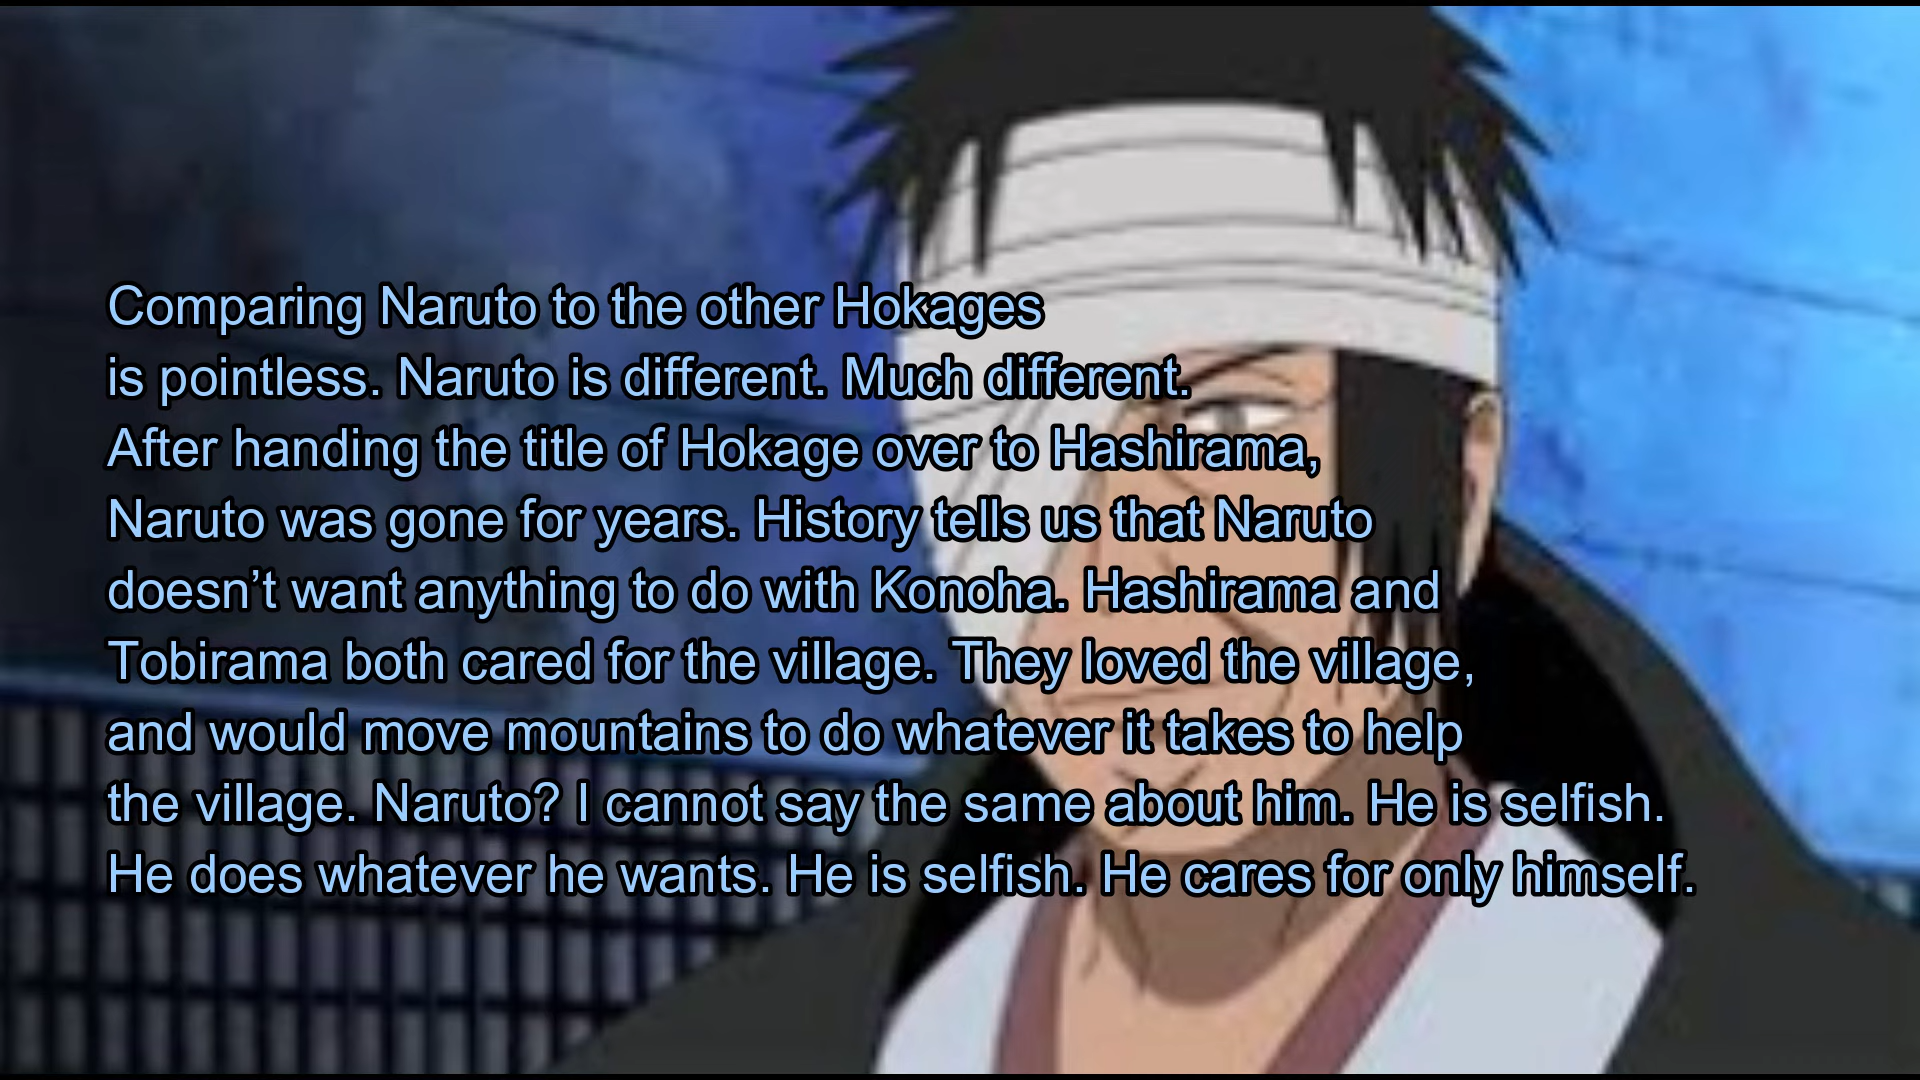 Comparing Naruto to the other Hokages
is pointless. Naruto is different. Much different.
After handing the title of Hokage over to Hashirama,
Naruto was gone for years. History tells us that Naruto
doesn’t want anything to do with Konoha. Hashirama and
Tobirama both cared for the village. They loved the village,
and would move mountains to do whatever it takes to help
the village. Naruto? I cannot say the same about him. He is selfish.
He does whatever he wants. He is selfish. He cares for only himself.